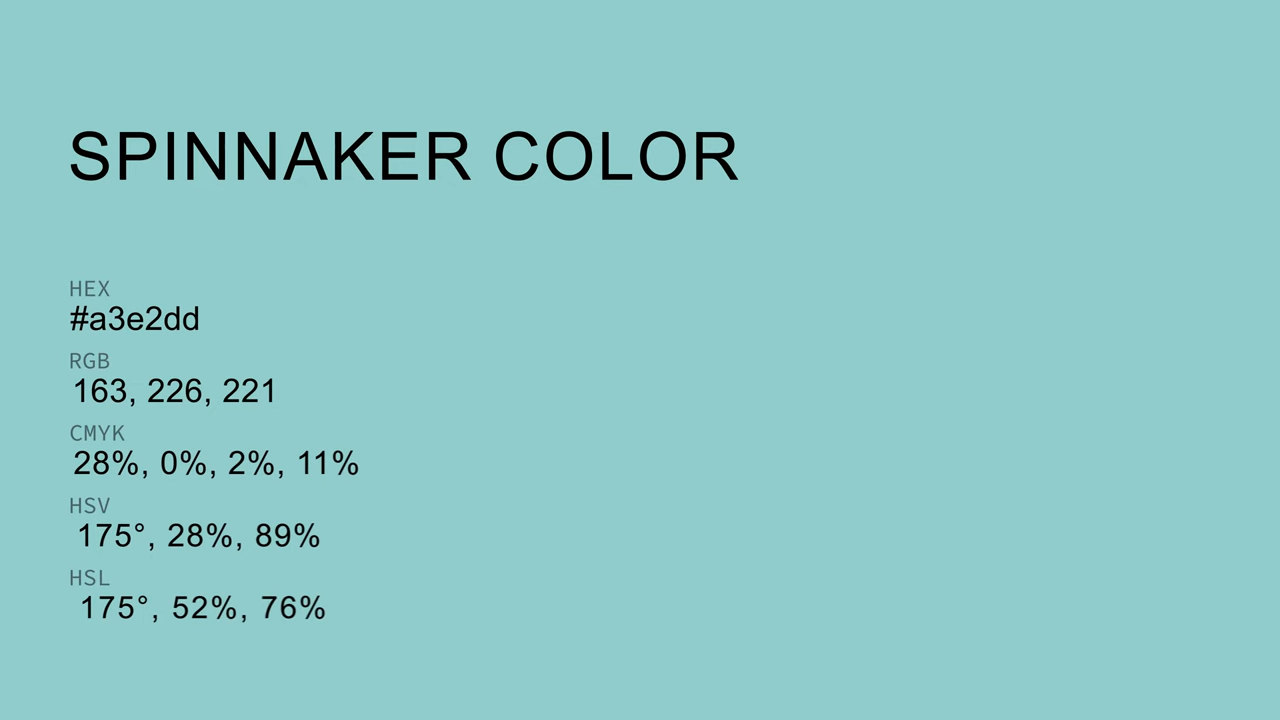 SPINNAKER COLOR
HEX
#a3e2dd
RGB
163, 226, 221
CMYK
28%, 0%, 2%, 11%
HSV
175°, 28%, 89%
HSL
175°, 52%, 76%